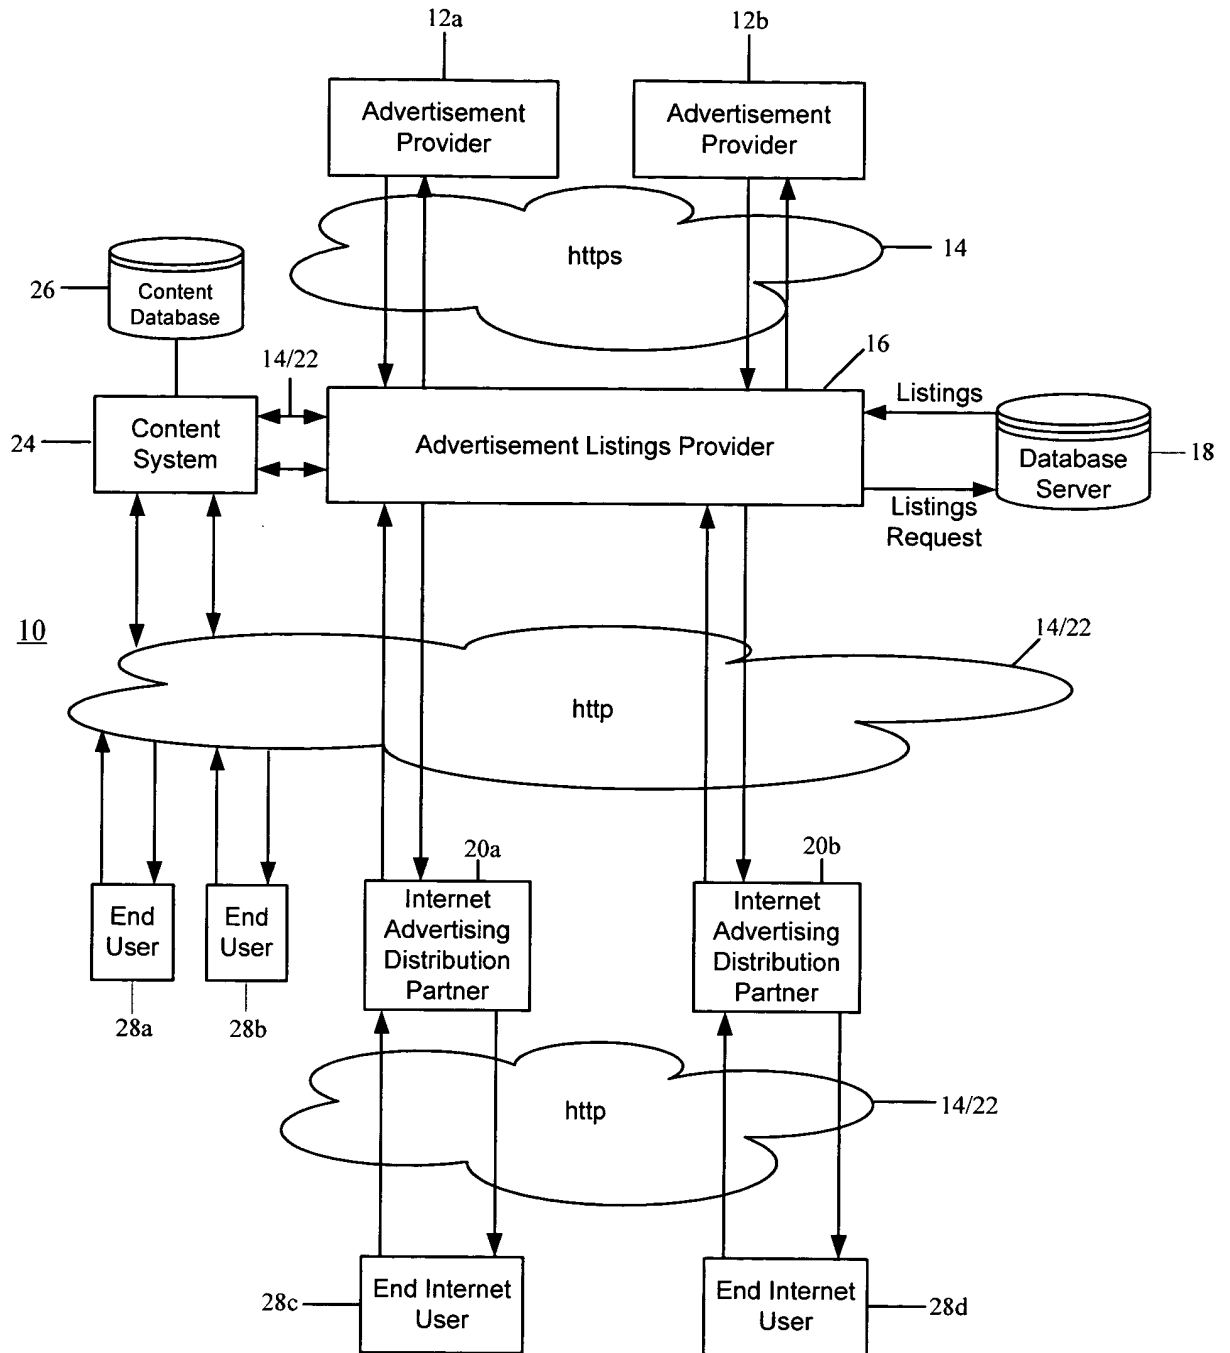 12a
12b
Advertisement
Provider
Advertisement
Provider
https
14
26
Content
Database
14/22
16
Listings
24
Content
System
Advertisement Listings Provider
Database
Server
18
Listings
Request
10
14/22
http
20a
20b
End
User
End
User
Internet
Advertising
Distribution
Partner
Internet
Advertising
Distribution
Partner
28a
28b
http
14/22
28c
End Internet
User
End Internet
User
28d